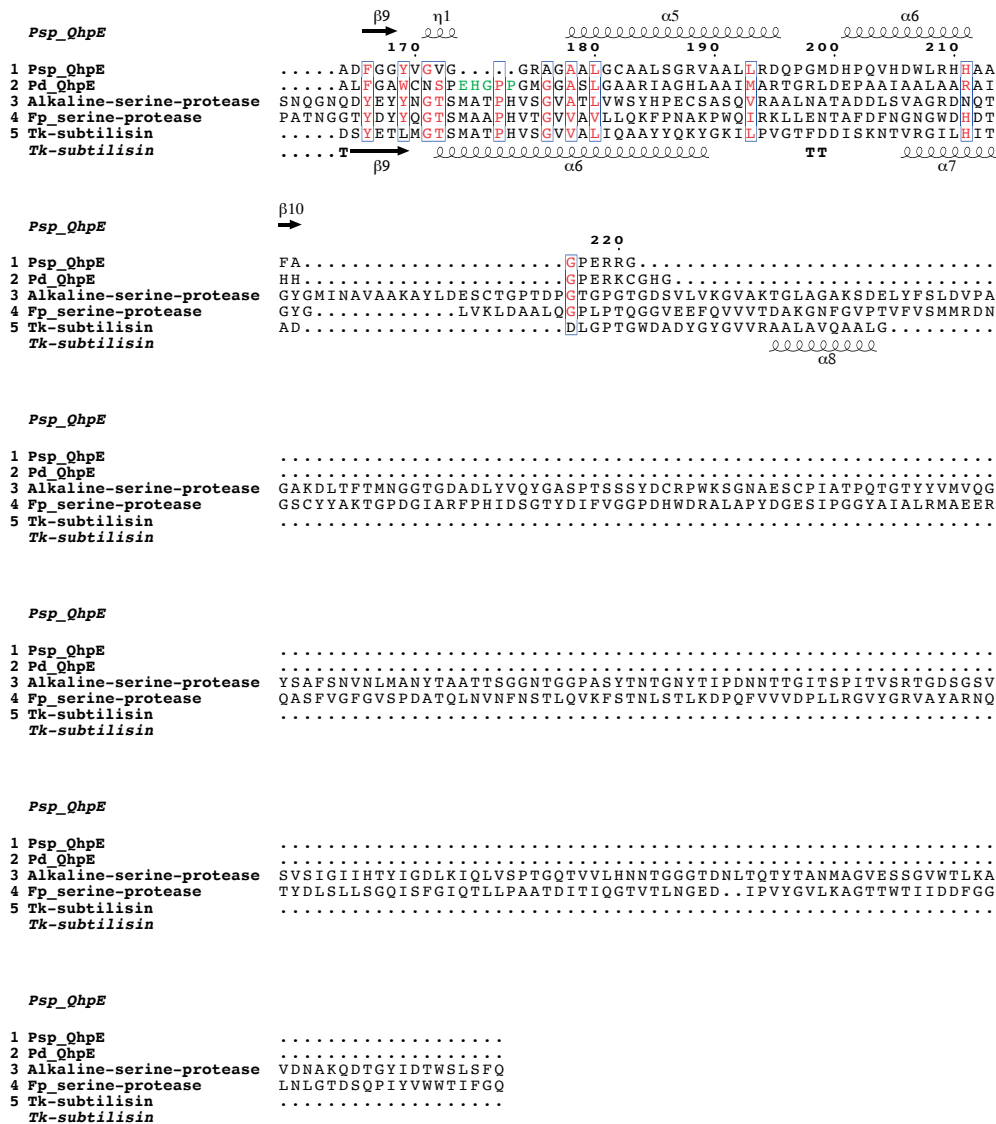 β9 η1 α5 α6
Psp_QhpE
170 180 190 200 210
1 Psp_QhpE .....ADFGGYVGVG.....GRAGAALGCAALSGRVAALLRDQPGMDHPQVHDWLRHHAA
2 Pd_QhpE .....ALFGAWCNSPEHGPPGMGGASLGAARIAGHLAAIMARTGRLDEPAAIAALAARAI
3 Alkaline-serine-protease SNQGNQDYEYYNGTSMATPHVSGVATLVWSYHPECSASQVRAALNATADDLSVAGRDNQT
4 Fp_serine-protease PATNGGTYDYYQGTSMAAPHVTGVVAVLLQKFPNAKPWQIRKLLENTAFDFNGNGWDHDT
5 Tk-subtilisin .....DSYETLMGTSMATPHVSGVVALIQAAYYQKYGKILPVGTFDDISKNTVRGILHIT
Tk-subtilisin .....T TT
β9 α6 α7
β10
Psp_QhpE
220
1 Psp_QhpE FA......................GPERRG...............................
2 Pd_QhpE HH......................GPERKCGHG............................
3 Alkaline-serine-protease GYGMINAVAAKAYLDESCTGPTDPGTGPGTGDSVLVKGVAKTGLAGAKSDELYFSLDVPA
4 Fp_serine-protease GYG............LVKLDAALQGPLPTQGGVEEFQVVVTDAKGNFGVPTVFVSMMRDN
5 Tk-subtilisin AD......................DLGPTGWDADYGYGVVRAALAVQAALG.........
Tk-subtilisin
α8
Psp_QhpE
1 Psp_QhpE ............................................................
2 Pd_QhpE ............................................................
3 Alkaline-serine-protease GAKDLTFTMNGGTGDADLYVQYGASPTSSSYDCRPWKSGNAESCPIATPQTGTYYVMVQG
4 Fp_serine-protease GSCYYAKTGPDGIARFPHIDSGTYDIFVGGPDHWDRALAPYDGESIPGGYAIALRMAEER
5 Tk-subtilisin ............................................................
Tk-subtilisin
Psp_QhpE
1 Psp_QhpE ............................................................
2 Pd_QhpE ............................................................
3 Alkaline-serine-protease YSAFSNVNLMANYTAATTSGGNTGGPASYTNTGNYTIPDNNTTGITSPITVSRTGDSGSV
4 Fp_serine-protease QASFVGFGVSPDATQLNVNFNSTLQVKFSTNLSTLKDPQFVVVDPLLRGVYGRVAYARNQ
5 Tk-subtilisin ............................................................
Tk-subtilisin
Psp_QhpE
1 Psp_QhpE ............................................................
2 Pd_QhpE ............................................................
3 Alkaline-serine-protease SVSIGIIHTYIGDLKIQLVSPTGQTVVLHNNTGGGTDNLTQTYTANMAGVESSGVWTLKA
4 Fp_serine-protease TYDLSLLSGQISFGIQTLLPAATDITIQGTVTLNGED..IPVYGVLKAGTTWTIIDDFGG
5 Tk-subtilisin ............................................................
Tk-subtilisin
Psp_QhpE
1 Psp_QhpE ...................
2 Pd_QhpE ...................
3 Alkaline-serine-protease VDNAKQDTGYIDTWSLSFQ
4 Fp_serine-protease LNLGTDSQPIYVWWTIFGQ
5 Tk-subtilisin ...................
Tk-subtilisin